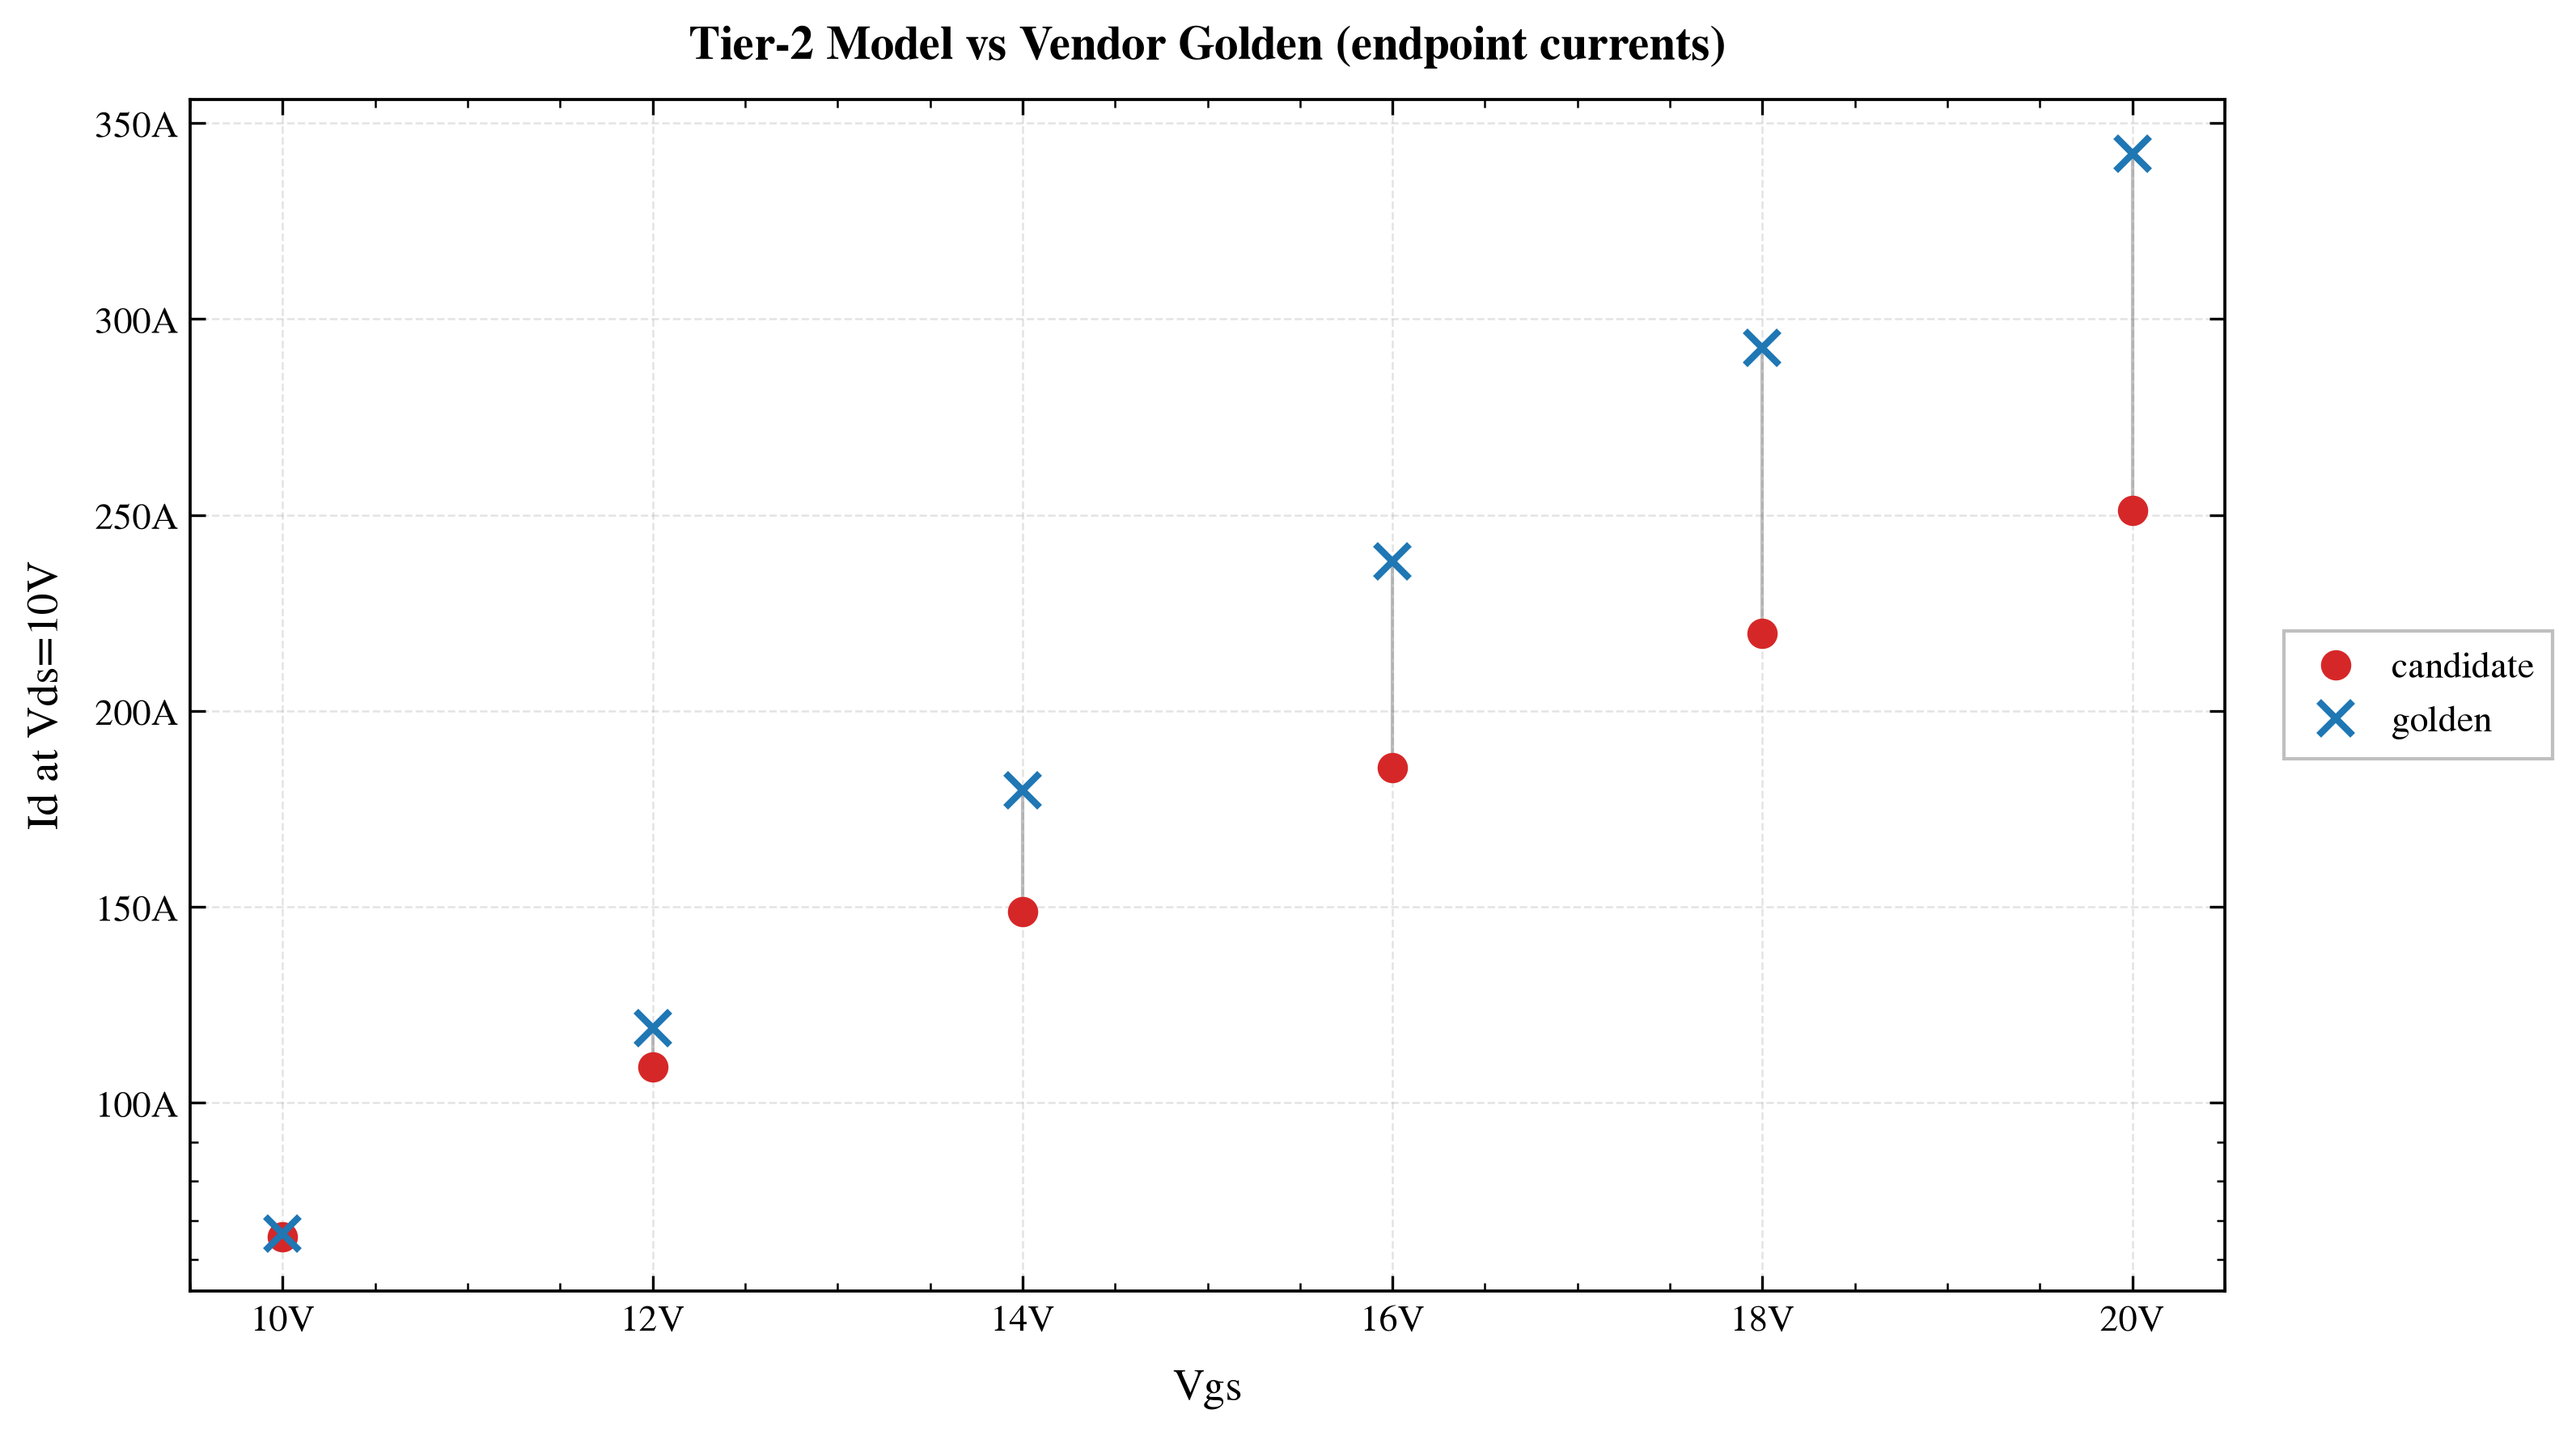 Tier-2 Model vs Vendor Golden (endpoint currents)
350A
300A
250A
200A
150A
100A
Id at Vds=10V
10V 12V 14V 16V 18V 20V
Vgs
candidate
golden